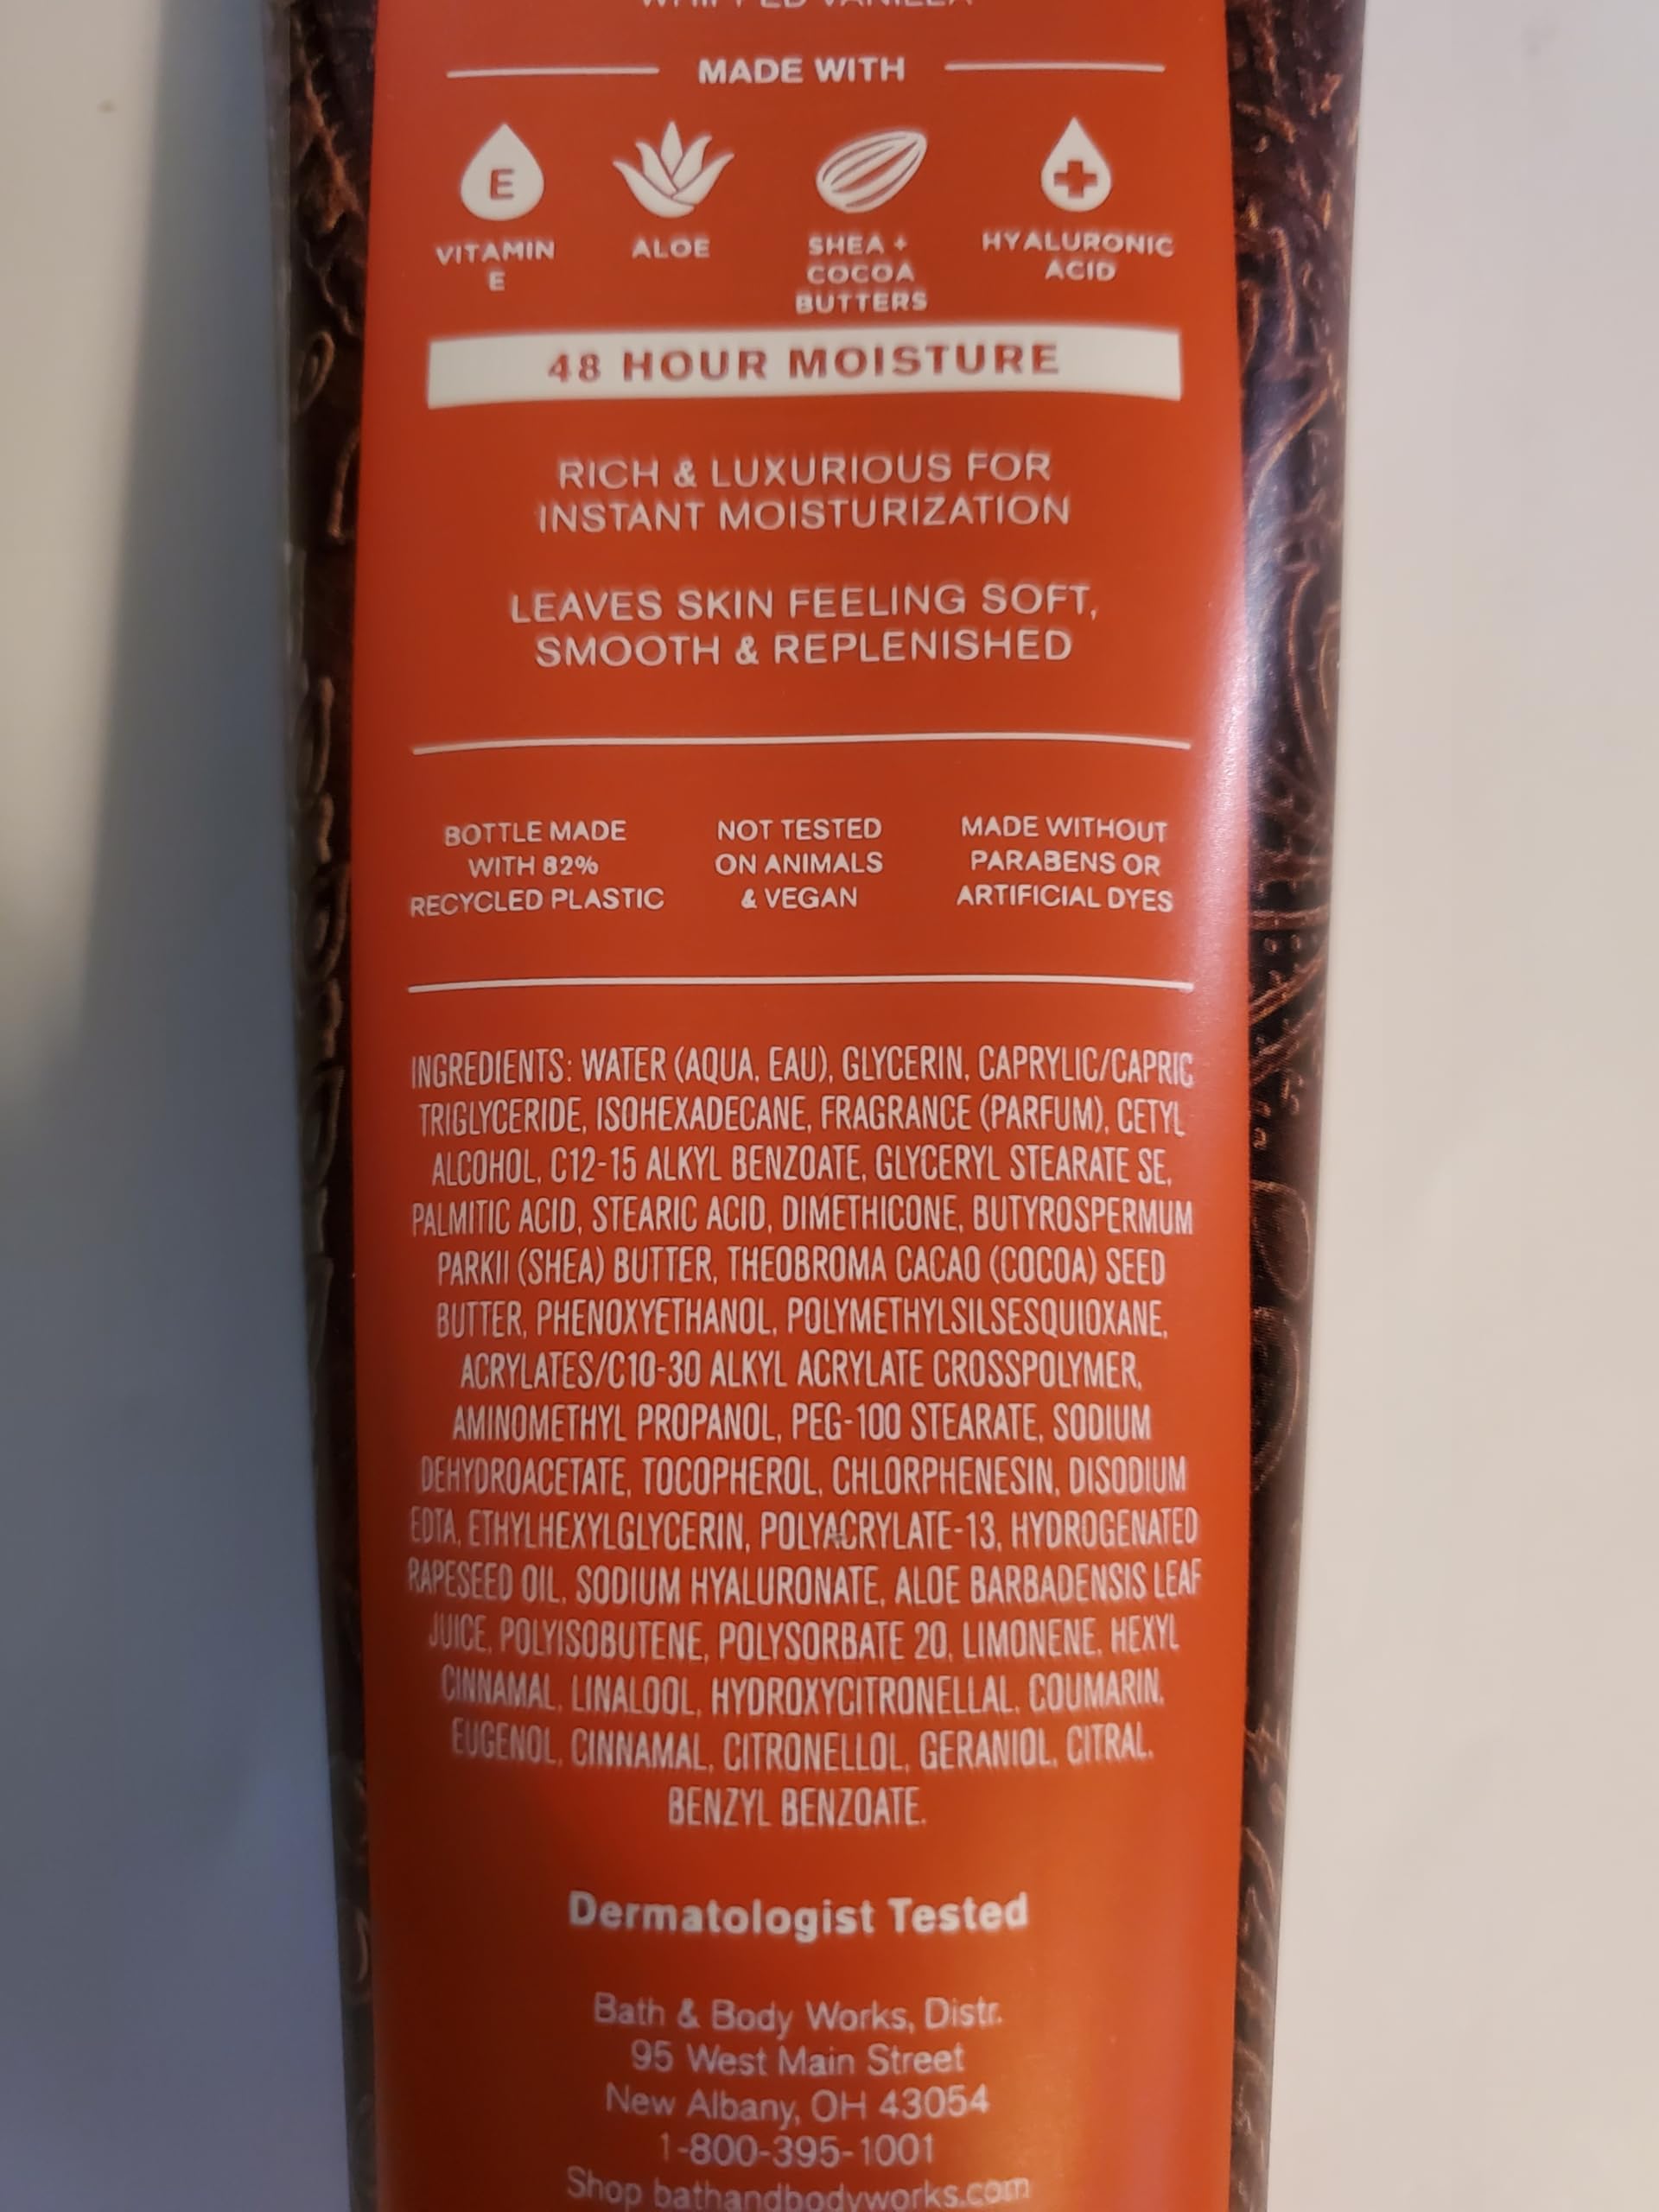 WHIPPED VANILLA
MADE WITH
E
VITAMIN
E
ALOE
SHEA +
COCOA
BUTTERS
HYALURONIC
ACID
48 HOUR MOISTURE
RICH & LUXURIOUS FOR
INSTANT MOISTURIZATION
LEAVES SKIN FEELING SOFT,
SMOOTH & REPLENISHED
BOTTLE MADE
WITH 82%
RECYCLED PLASTIC
NOT TESTED
ON ANIMALS
& VEGAN
MADE WITHOUT
PARABENS OR
ARTIFICIAL DYES
INGREDIENTS: WATER (AQUA, EAU), GLYCERIN, CAPRYLIC/CAPRIC
TRIGLYCERIDE, ISOHEXADECANE, FRAGRANCE (PARFUM), CETYL
ALCOHOL, C12-15 ALKYL BENZOATE, GLYCERYL STEARATE SE,
PALMITIC ACID, STEARIC ACID, DIMETHICONE, BUTYROSPERMUM
PARKII (SHEA) BUTTER, THEOBROMA CACAO (COCOA) SEED
BUTTER, PHENOXYETHANOL, POLYMETHYLSILSESQUIOXANE,
ACRYLATES/C10-30 ALKYL ACRYLATE CROSSPOLYMER,
AMINOMETHYL PROPANOL, PEG-100 STEARATE, SODIUM
DEHYDROACETATE, TOCOPHEROL, CHLORPHENESIN, DISODIUM
EDTA, ETHYLHEXYLGLYCERIN, POLYACRYLATE-13, HYDROGENATED
RAPESEED OIL, SODIUM HYALURONATE, ALOE BARBADENSIS LEAF
JUICE, POLYISOBUTENE, POLYSORBATE 20, LIMONENE, HEXYL
CINNAMAL, LINALOOL, HYDROXYCITRONELLAL, COUMARIN,
EUGENOL, CINNAMAL, CITRONELLOL, GERANIOL, CITRAL,
BENZYL BENZOATE.
Dermatologist Tested
Bath & Body Works, Distr.
95 West Main Street
New Albany, OH 43054
1-800-395-1001
Shop bathandbodyworks.com